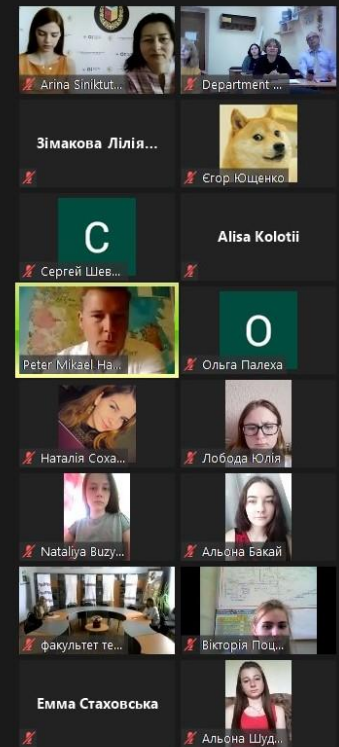 Arina Siniktut...
Department ...
Зімакова Лілія...
Єгор Ющенко
С
Сергей Шев...
Alisa Kolotii
Peter Mikael Ha...
О
Ольга Палеха
Наталія Соха...
Лобода Юлія
Nataliya Buzy...
Альона Бакай
факультет те...
Вікторія Поц...
Емма Стаховська
Альона Шуд...